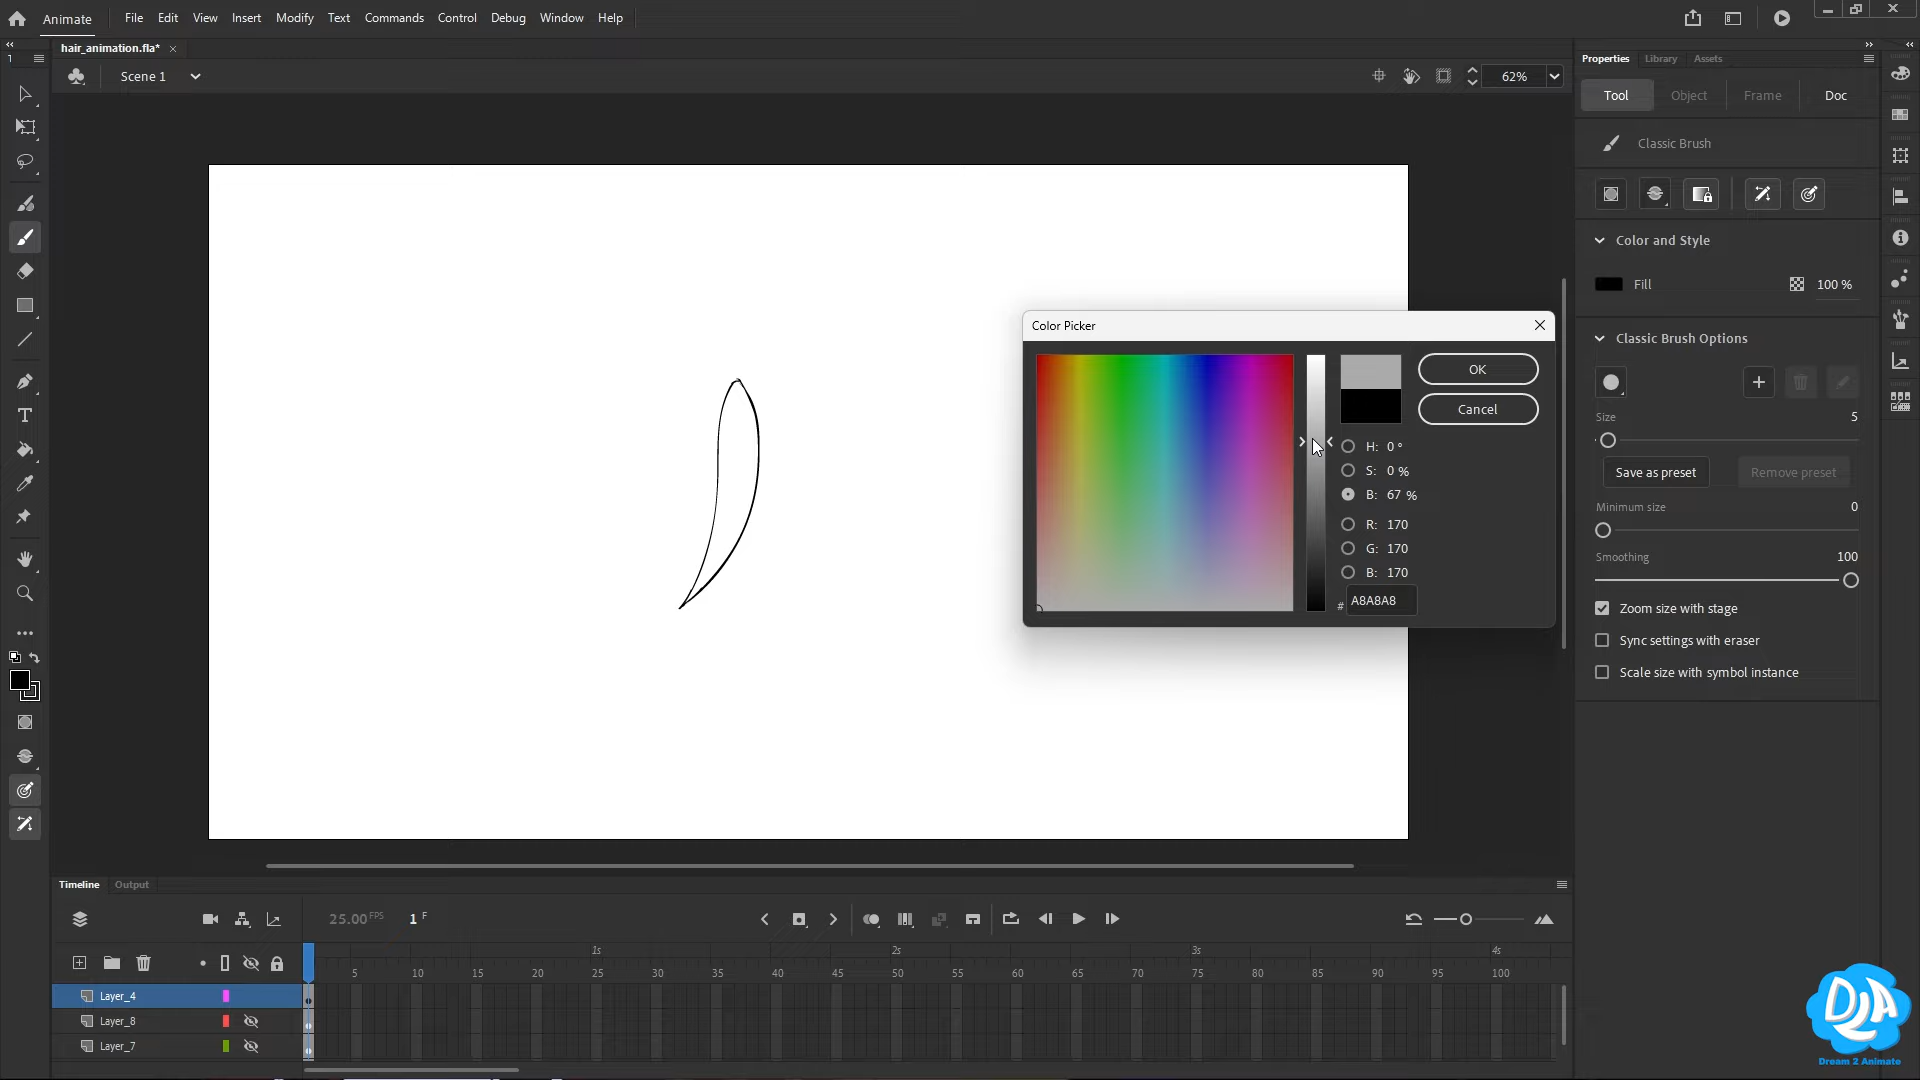 Animate File Edit View Insert Modify Text Commands Control Debug Window Help
hair_animation.fla*
Properties Library Assets
Scene 1
62%
Tool Object Frame Doc
Classic Brush
Color and Style
Fill
100 %
Color Picker
Classic Brush Options
OK
Cancel
Size 5
H: 0 °
S: 0 %
Save as preset Remove preset
B: 67 %
Minimum size 0
R: 170
G: 170
Smoothing 100
B: 170
# A8A8A8
Zoom size with stage
Sync settings with eraser
Scale size with symbol instance
Timeline Output
25.00 FPS 1 F
1s 2s 3s 4s
5 10 15 20 25 30 35 40 45 50 55 60 65 70 75 80 85 90 95 100
Layer_4
Layer_8
Layer_7
D2A
Dream 2 Animate